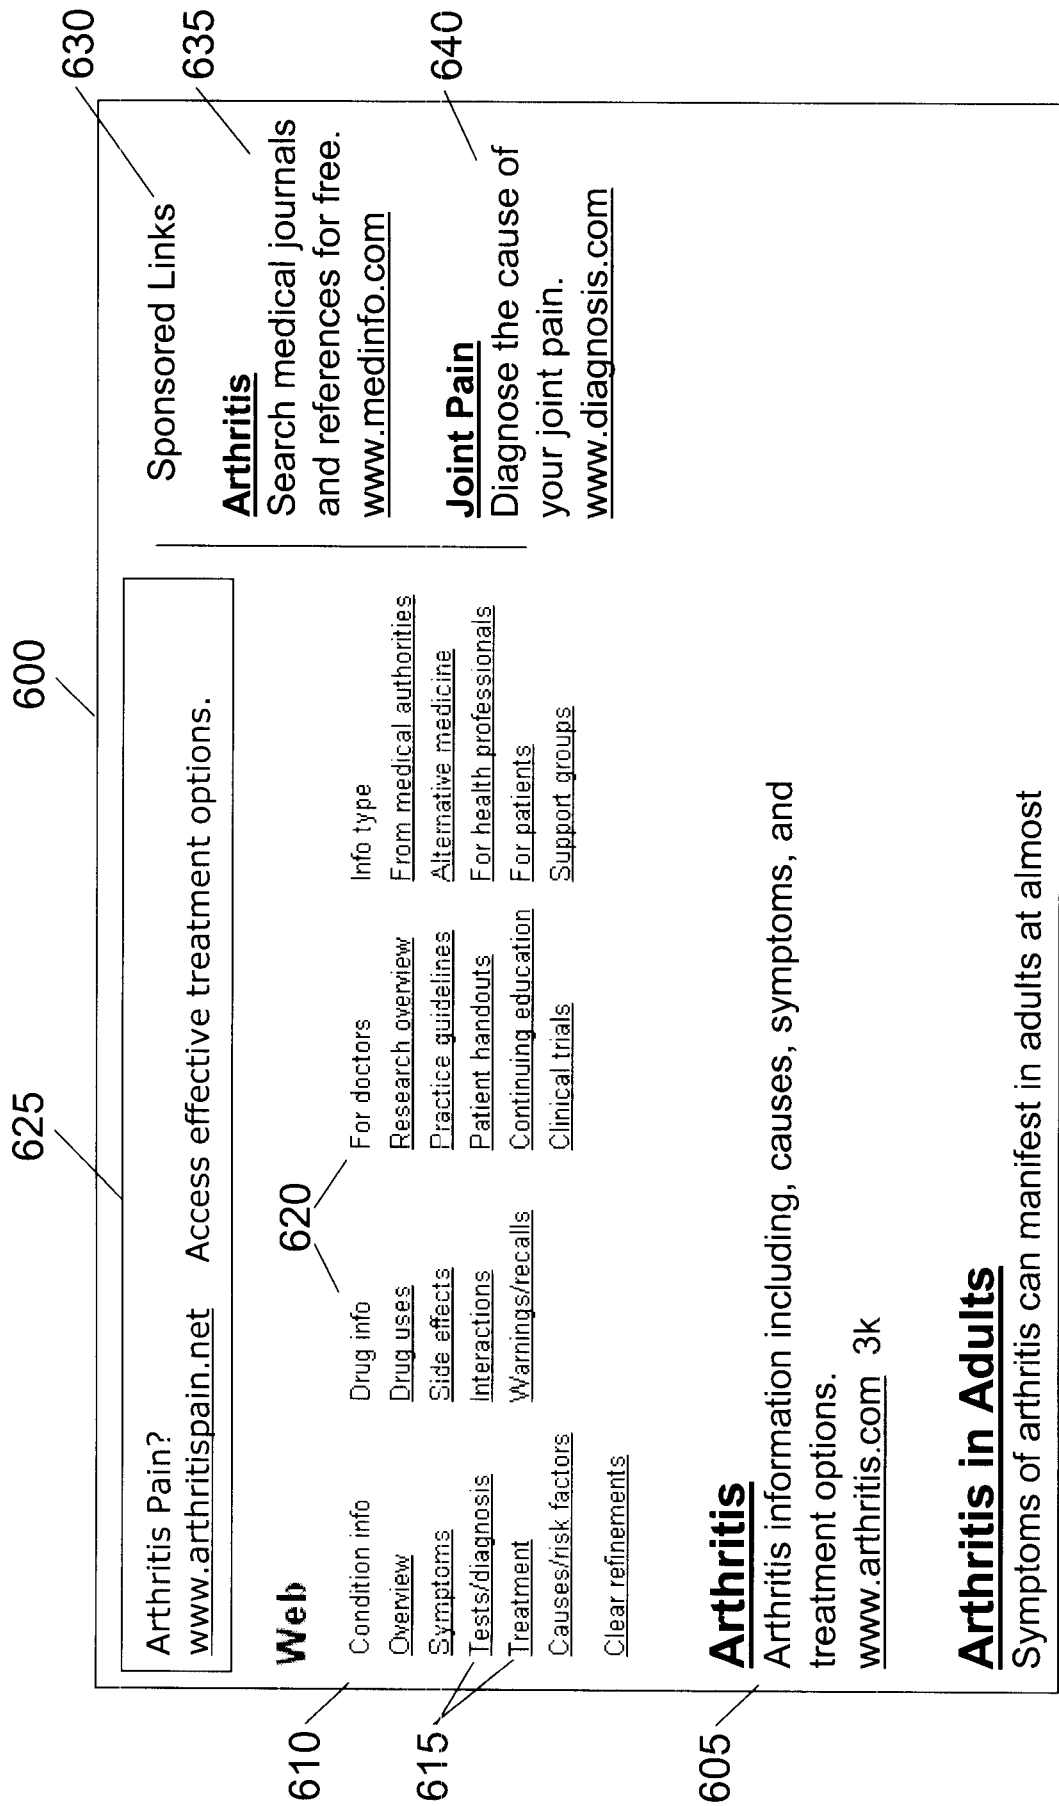 600
625
630
635
640
Arthritis Pain?
www.arthritispain.net Access effective treatment options.
Sponsored Links
Arthritis
Search medical journals
and references for free.
www.medinfo.com
Joint Pain
Diagnose the cause of
your joint pain.
www.diagnosis.com
Web
610
615
620
Condition info
Overview
Symptoms
Tests/diagnosis
Treatment
Causes/risk factors
Clear refinements
Drug info
Drug uses
Side effects
Interactions
Warnings/recalls
For doctors
Research overview
Practice guidelines
Patient handouts
Continuing education
Clinical trials
Info type
From medical authorities
Alternative medicine
For health professionals
For patients
Support groups
605
Arthritis
Arthritis information including, causes, symptoms, and
treatment options.
www.arthritis.com 3k
Arthritis in Adults
Symptoms of arthritis can manifest in adults at almost